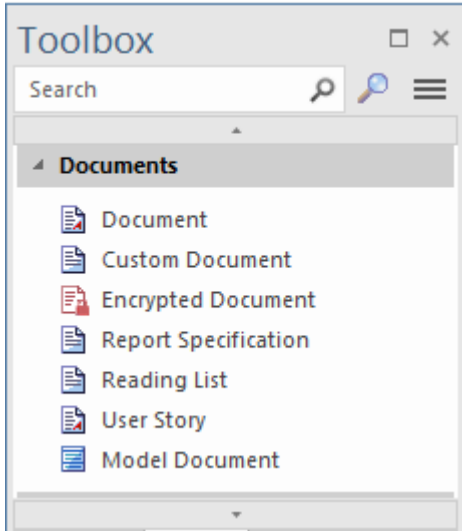 Toolbox
Search
Documents
Document
Custom Document
Encrypted Document
Report Specification
Reading List
User Story
Model Document